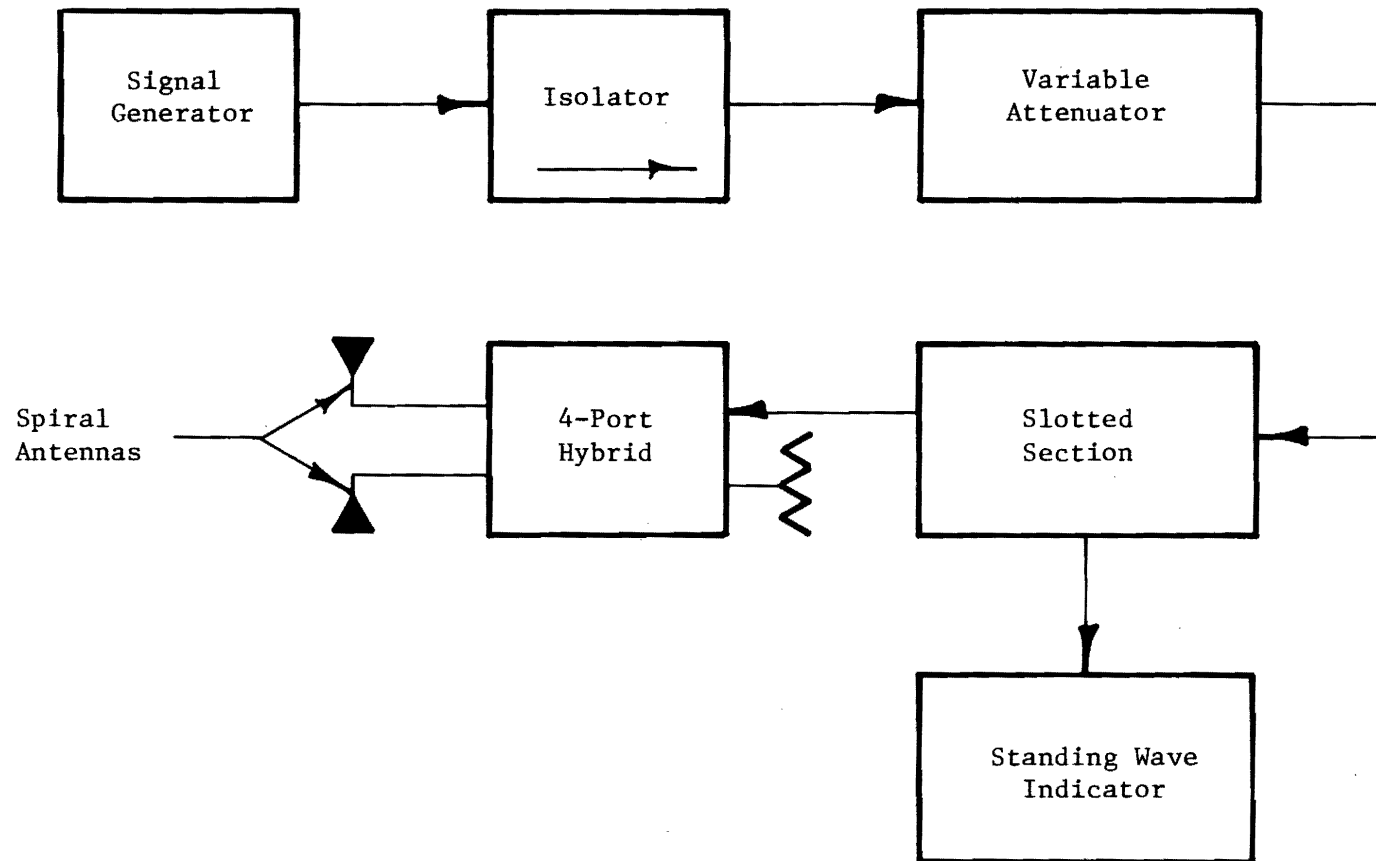 Signal
Generator
Isolator
Variable
Attenuator
Spiral
Antennas
4-Port
Hybrid
Slotted
Section
Standing Wave
Indicator